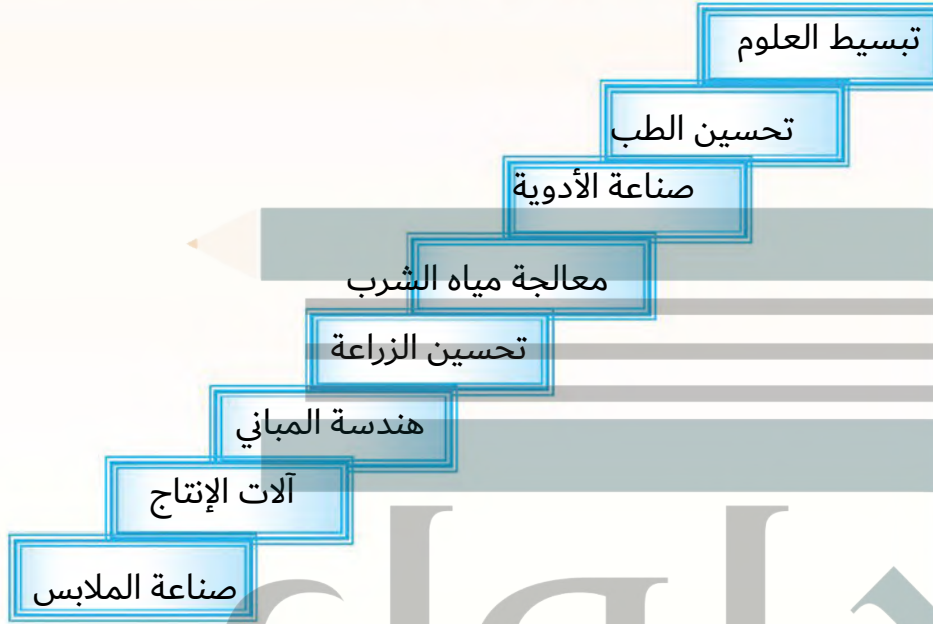 تبسيط العلوم
تحسين الطب
صناعة الأدوية
معالجة مياه الشرب
تحسين الزراعة
هندسة المباني
آلات الإنتاج
صناعة الملابس